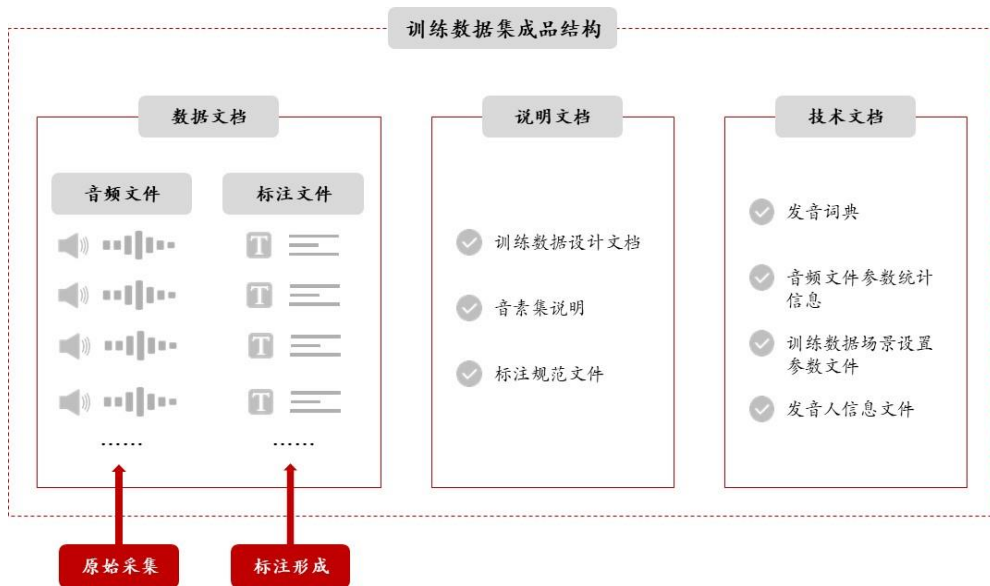 训练数据集成品结构
数据文档
音频文件
标注文件
T
T
T
T
……
……
原始采集
标注形成
说明文档
训练数据设计文档
音素集说明
标注规范文件
技术文档
发音词典
音频文件参数统计
信息
训练数据场景设置
参数文件
发音人信息文件